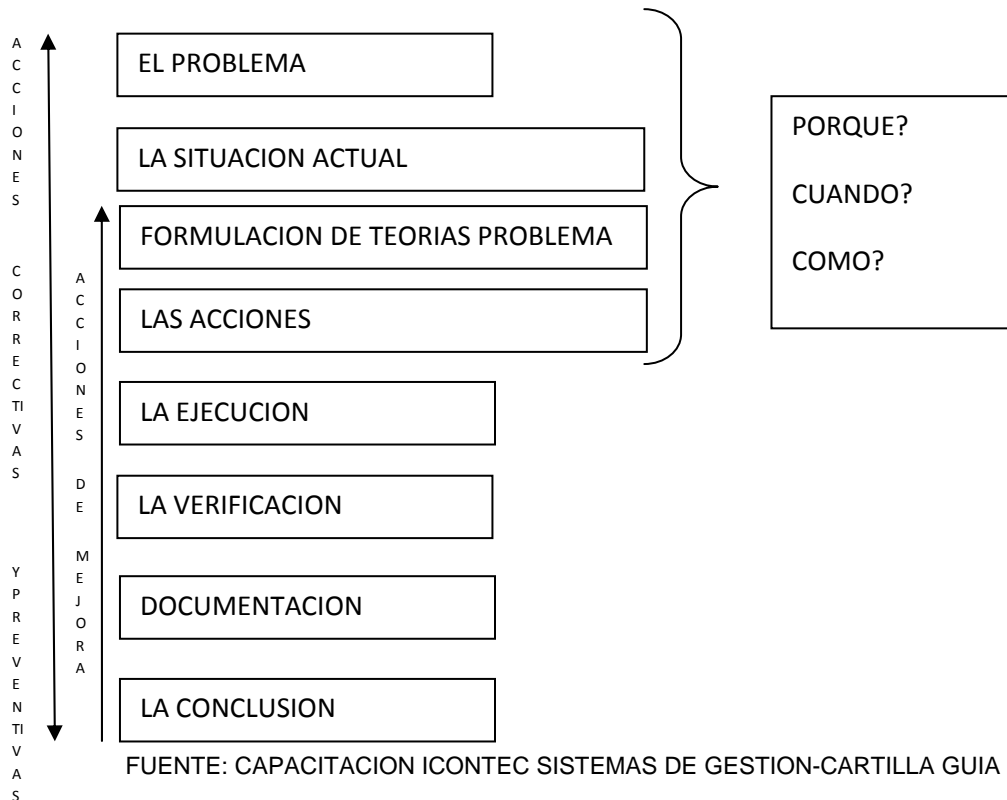 ACCIONES CORRECTIVAS Y PREVENTIVAS
ACCIONES DE MEJORA
EL PROBLEMA
LA SITUACION ACTUAL
FORMULACION DE TEORIAS PROBLEMA
LAS ACCIONES
LA EJECUCION
LA VERIFICACION
DOCUMENTACION
LA CONCLUSION
PORQUE?
CUANDO?
COMO?
FUENTE: CAPACITACION ICONTEC SISTEMAS DE GESTION-CARTILLA GUIA